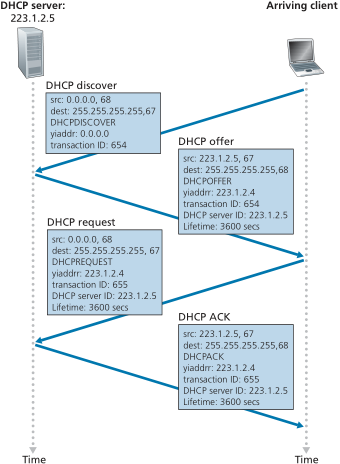 DHCP server:
223.1.2.5
Arriving client
DHCP discover
src: 0.0.0.0, 68
dest: 255.255.255.255,67
DHCPDISCOVER
yiaddr: 0.0.0.0
transaction ID: 654
DHCP offer
src: 223.1.2.5, 67
dest: 255.255.255.255,68
DHCPOFFER
yiaddrr: 223.1.2.4
transaction ID: 654
DHCP server ID: 223.1.2.5
Lifetime: 3600 secs
DHCP request
src: 0.0.0.0, 68
dest: 255.255.255.255, 67
DHCPREQUEST
yiaddrr: 223.1.2.4
transaction ID: 655
DHCP server ID: 223.1.2.5
Lifetime: 3600 secs
DHCP ACK
src: 223.1.2.5, 67
dest: 255.255.255.255,68
DHCPACK
yiaddrr: 223.1.2.4
transaction ID: 655
DHCP server ID: 223.1.2.5
Lifetime: 3600 secs
Time
Time